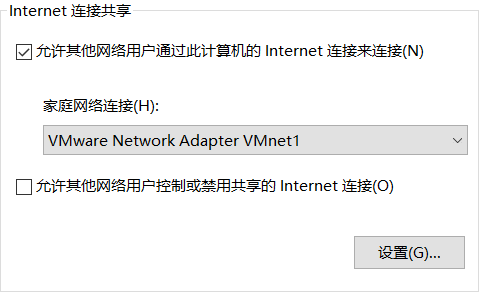 Internet 连接共享
允许其他网络用户通过此计算机的 Internet 连接来连接(N)
家庭网络连接(H):
VMware Network Adapter VMnet1
允许其他网络用户控制或禁用共享的 Internet 连接(O)
设置(G)...